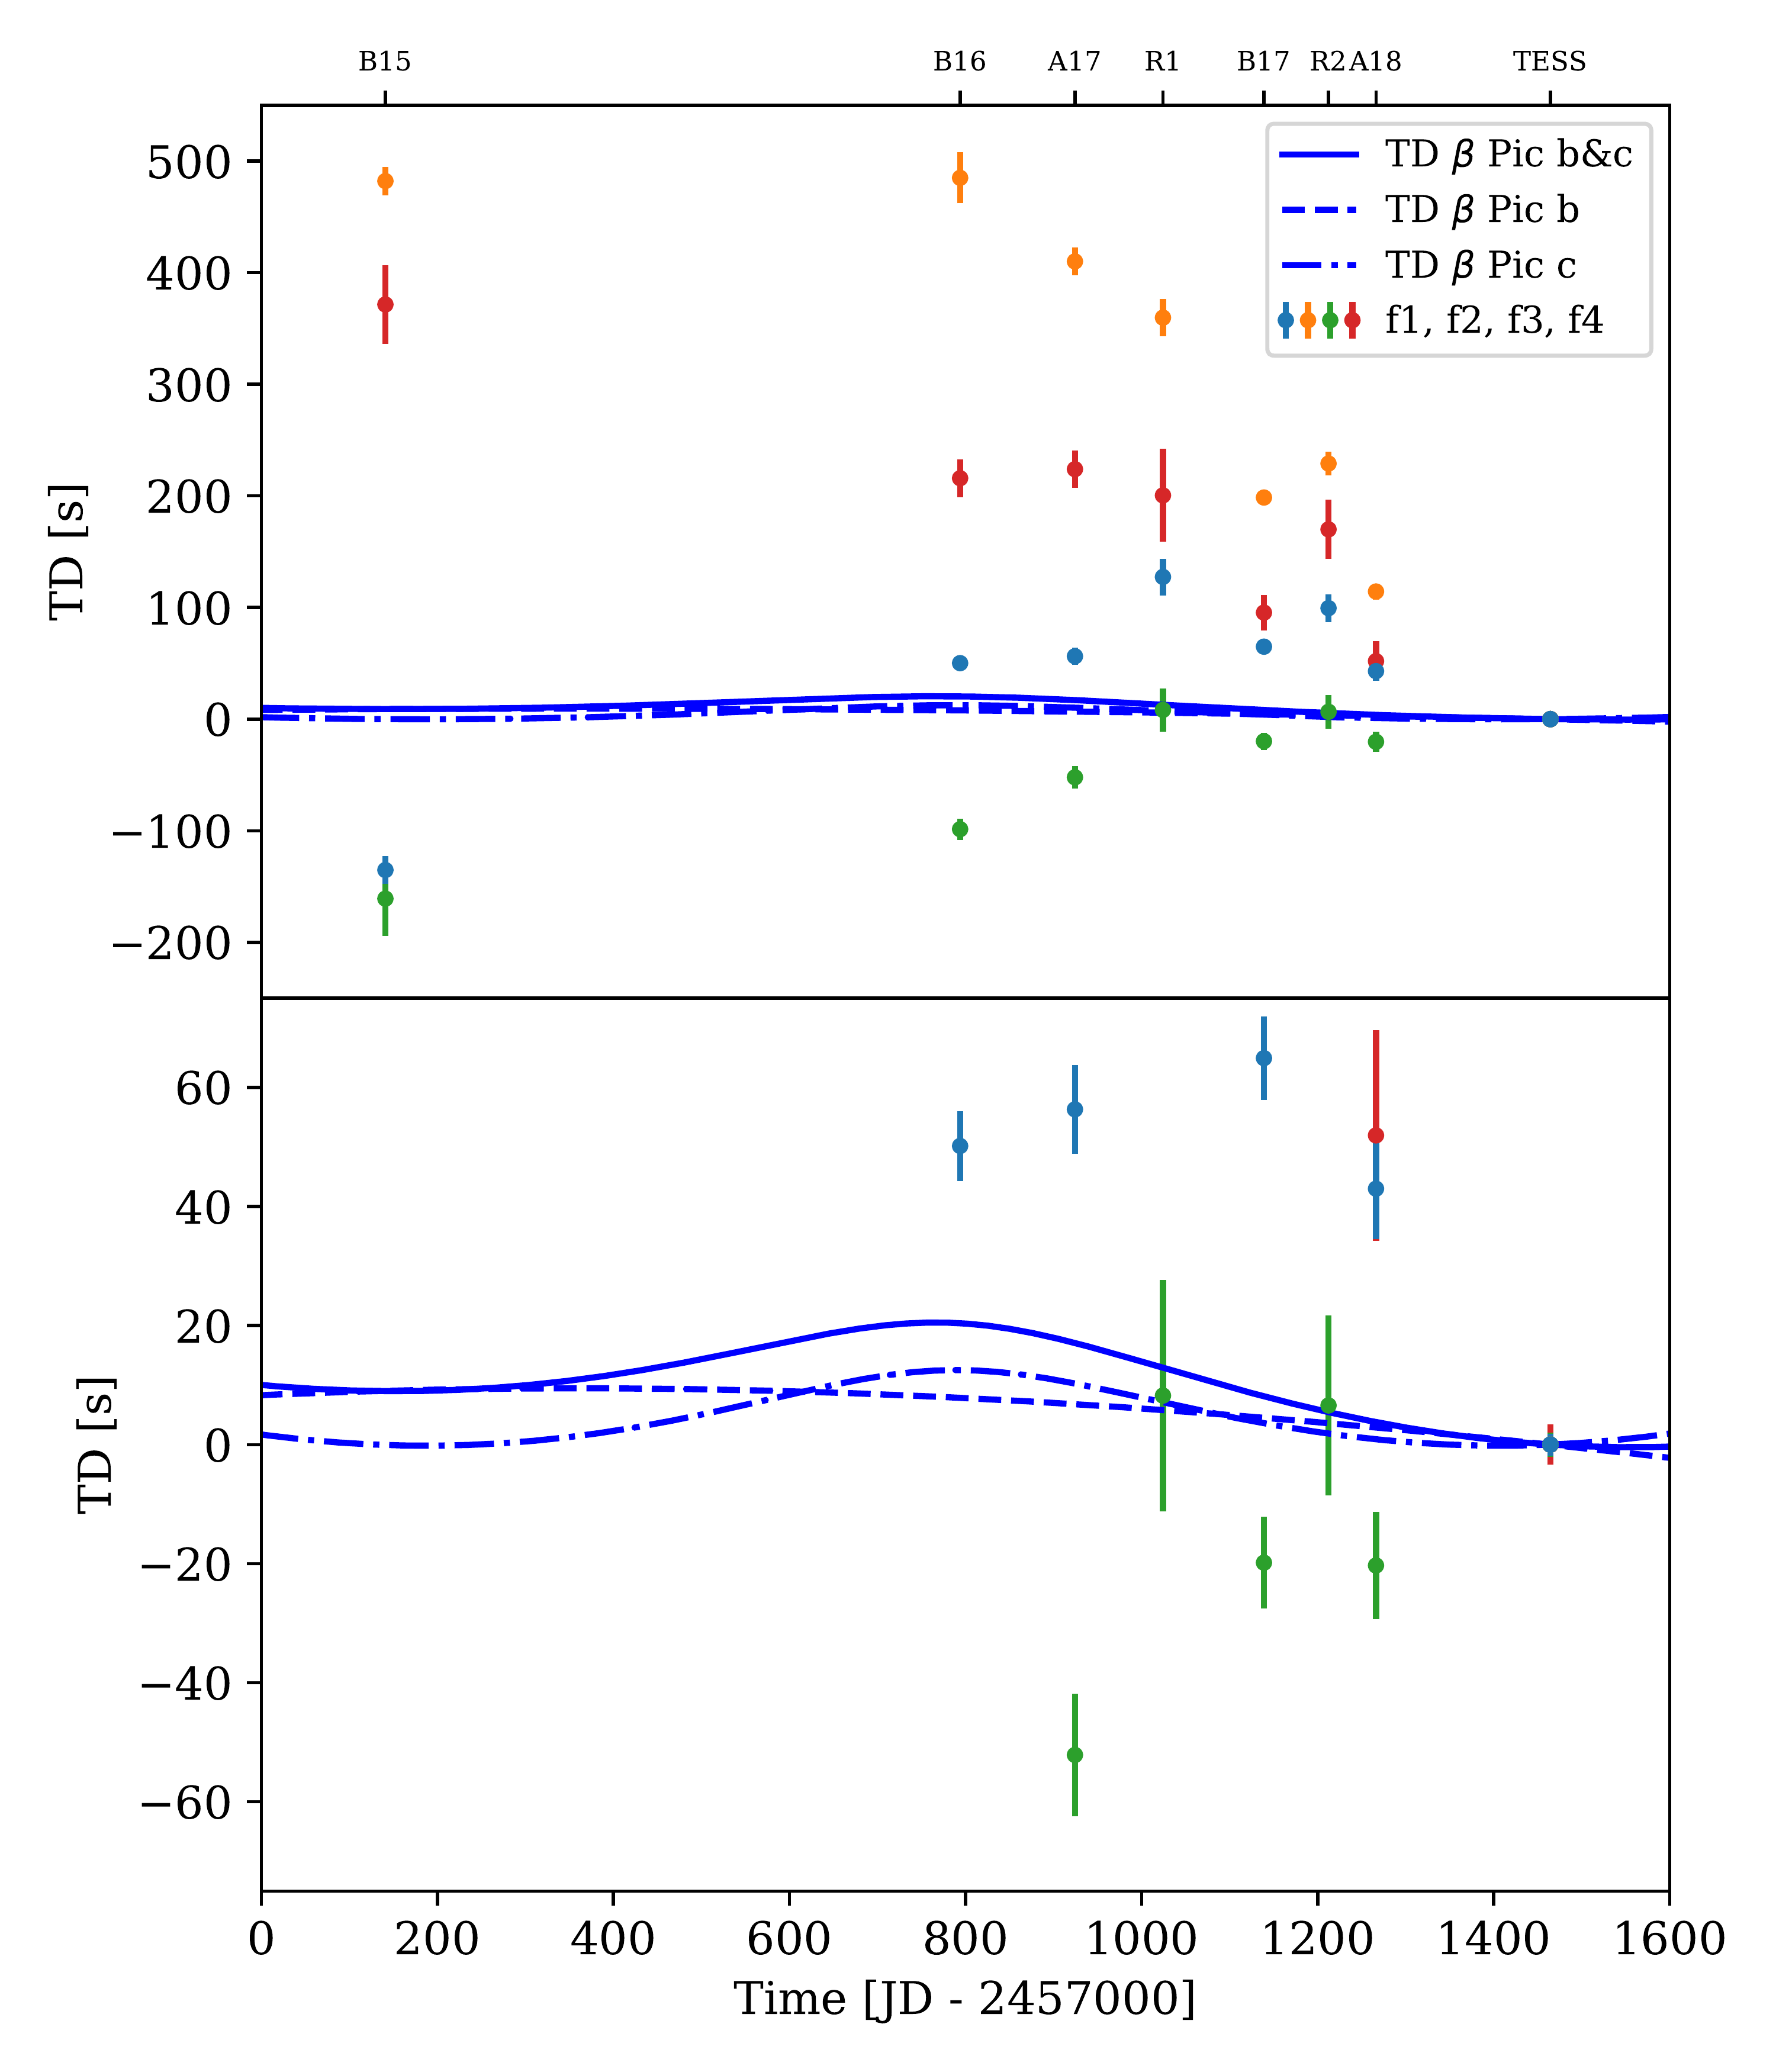 B15 B16 A17 R1 B17 R2 A18 TESS
TD β Pic b&c
TD β Pic b
TD β Pic c
f1, f2, f3, f4
500
400
300
200
100
0
−100
−200
TD [s]
60
40
20
0
−20
−40
−60
TD [s]
0 200 400 600 800 1000 1200 1400 1600
Time [JD - 2457000]